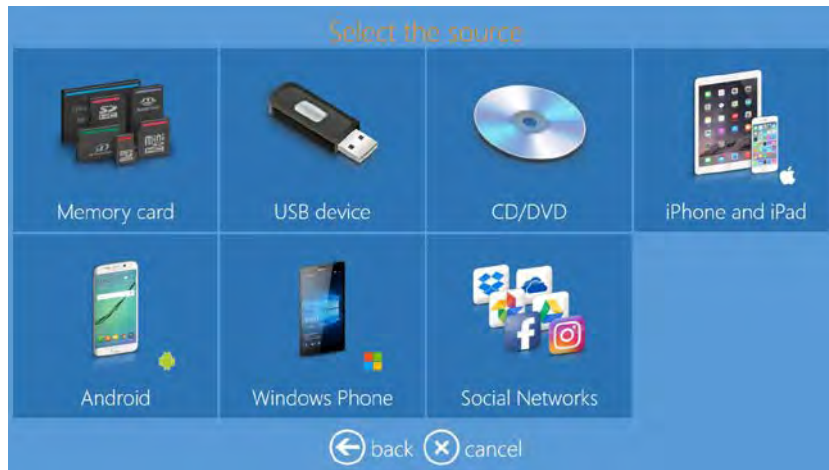 Select the source
Memory card
USB device
CD/DVD
iPhone and iPad
Android
Windows Phone
Social Networks
back
cancel